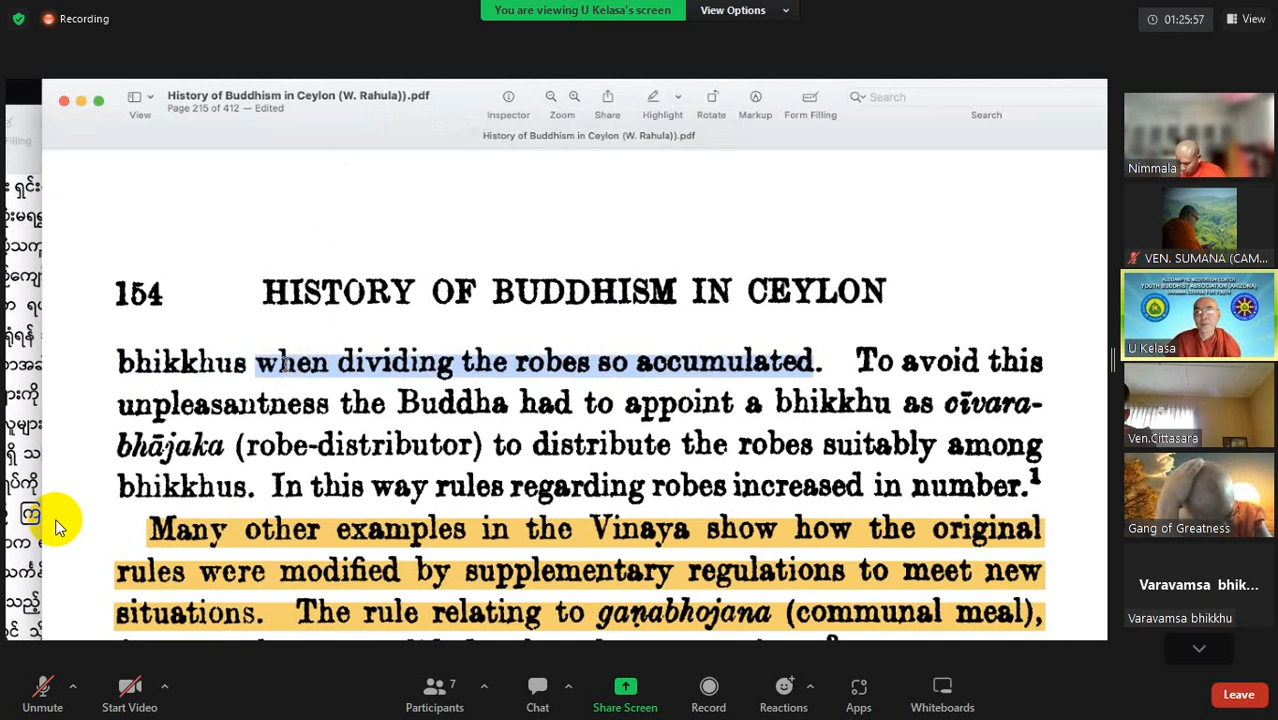 Recording
You are viewing U Kelasa's screen
View Options
01:25:57
View
History of Buddhism in Ceylon (W. Rahula)).pdf
Page 215 of 412 — Edited
View
Inspector
Zoom
Share
Highlight
Rotate
Markup
Form Filling
Search
Search
History of Buddhism in Ceylon (W. Rahula)).pdf
154 HISTORY OF BUDDHISM IN CEYLON
bhikkhus when dividing the robes so accumulated. To avoid this
unpleasantness the Buddha had to appoint a bhikkhu as cīvara-
bhājaka (robe-distributor) to distribute the robes suitably among
bhikkhus. In this way rules regarding robes increased in number.¹
Many other examples in the Vinaya show how the original
rules were modified by supplementary regulations to meet new
situations. The rule relating to gaṇabhojana (communal meal),
Nimmala
VEN. SUMANA (CAM...
YOUTH BUDDHIST ASSOCIATION (ARIZONA)
U Kelasa
Ven.Cittasara
Gang of Greatness
Varavamsa bhik...
Varavamsa bhikkhu
Unmute
Start Video
Participants
7
Chat
Share Screen
Record
Reactions
Apps
Whiteboards
Leave